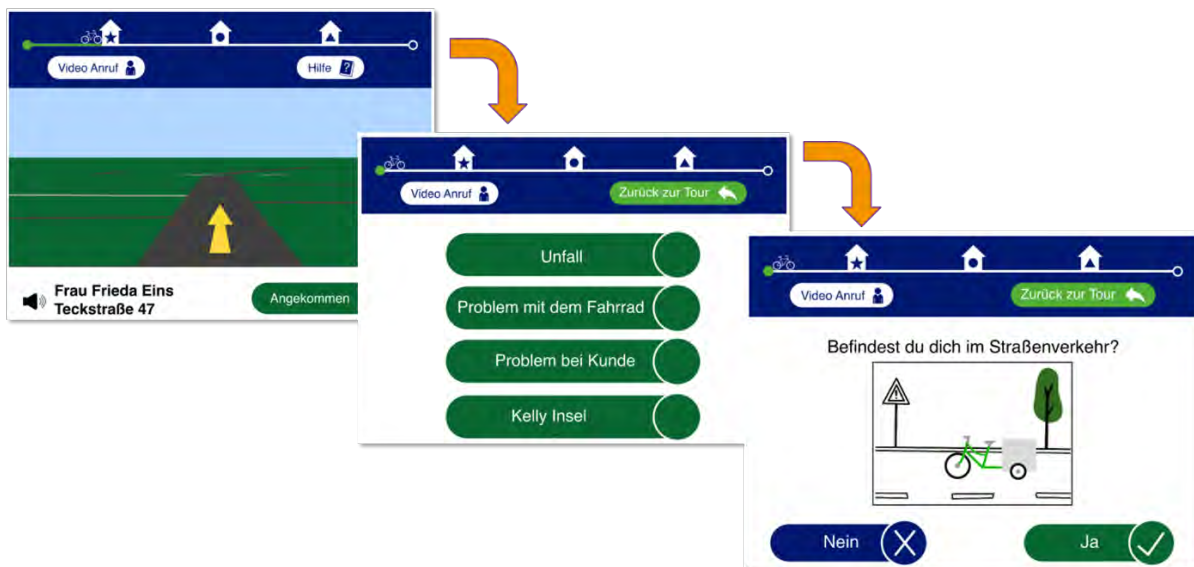 Video Anruf
Hilfe
Frau Frieda Eins
Teckstraße 47
Angekommen
Video Anruf
Zurück zur Tour
Unfall
Problem mit dem Fahrrad
Problem bei Kunde
Kelly Insel
Video Anruf
Zurück zur Tour
Befindest du dich im Straßenverkehr?
Nein
Ja